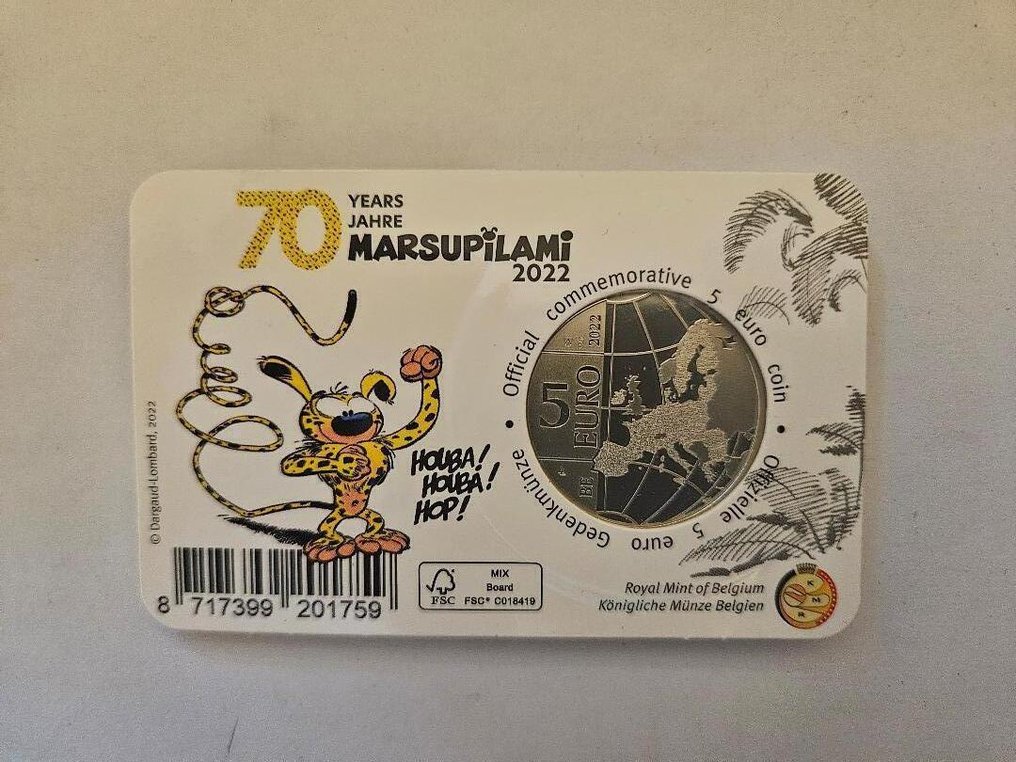 70 YEARS
JAHRE
MARSUPiLAMi
2022
Official commemorative 5 euro coin •
Offizielle 5 euro Gedenkmünze •
2022
5
EURO
BE
HOUBA!
HOUBA!
HOP!
© Dargaud-Lombard, 2022
8 717399 201759
FSC
MIX
Board
FSC® C018419
Royal Mint of Belgium
Königliche Münze Belgien